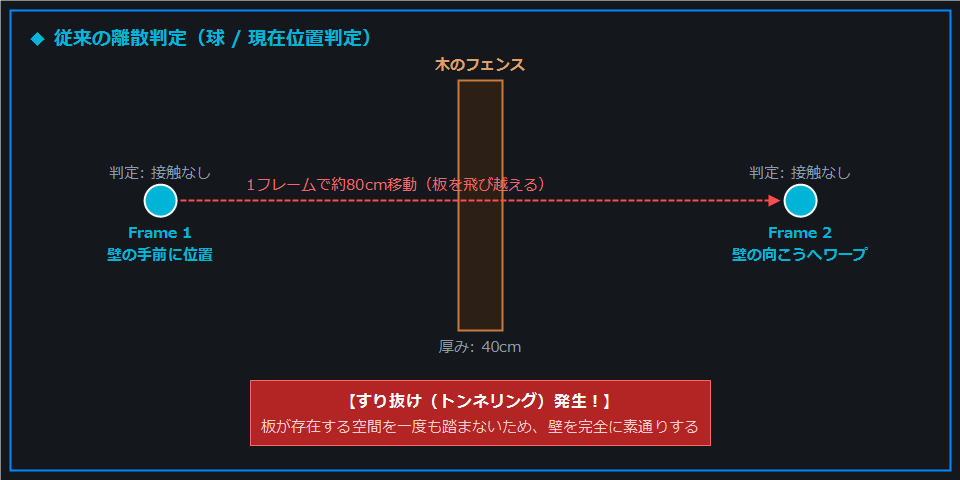 ◆ 従来の離散判定（球 / 現在位置判定）
木のフェンス
判定: 接触なし
判定: 接触なし
1フレームで約80cm移動（板を飛び越える）
Frame 1
壁の手前に位置
Frame 2
壁の向こうへワープ
厚み: 40cm
【すり抜け（トンネリング）発生！】
板が存在する空間を一度も踏まないため、壁を完全に素通りする